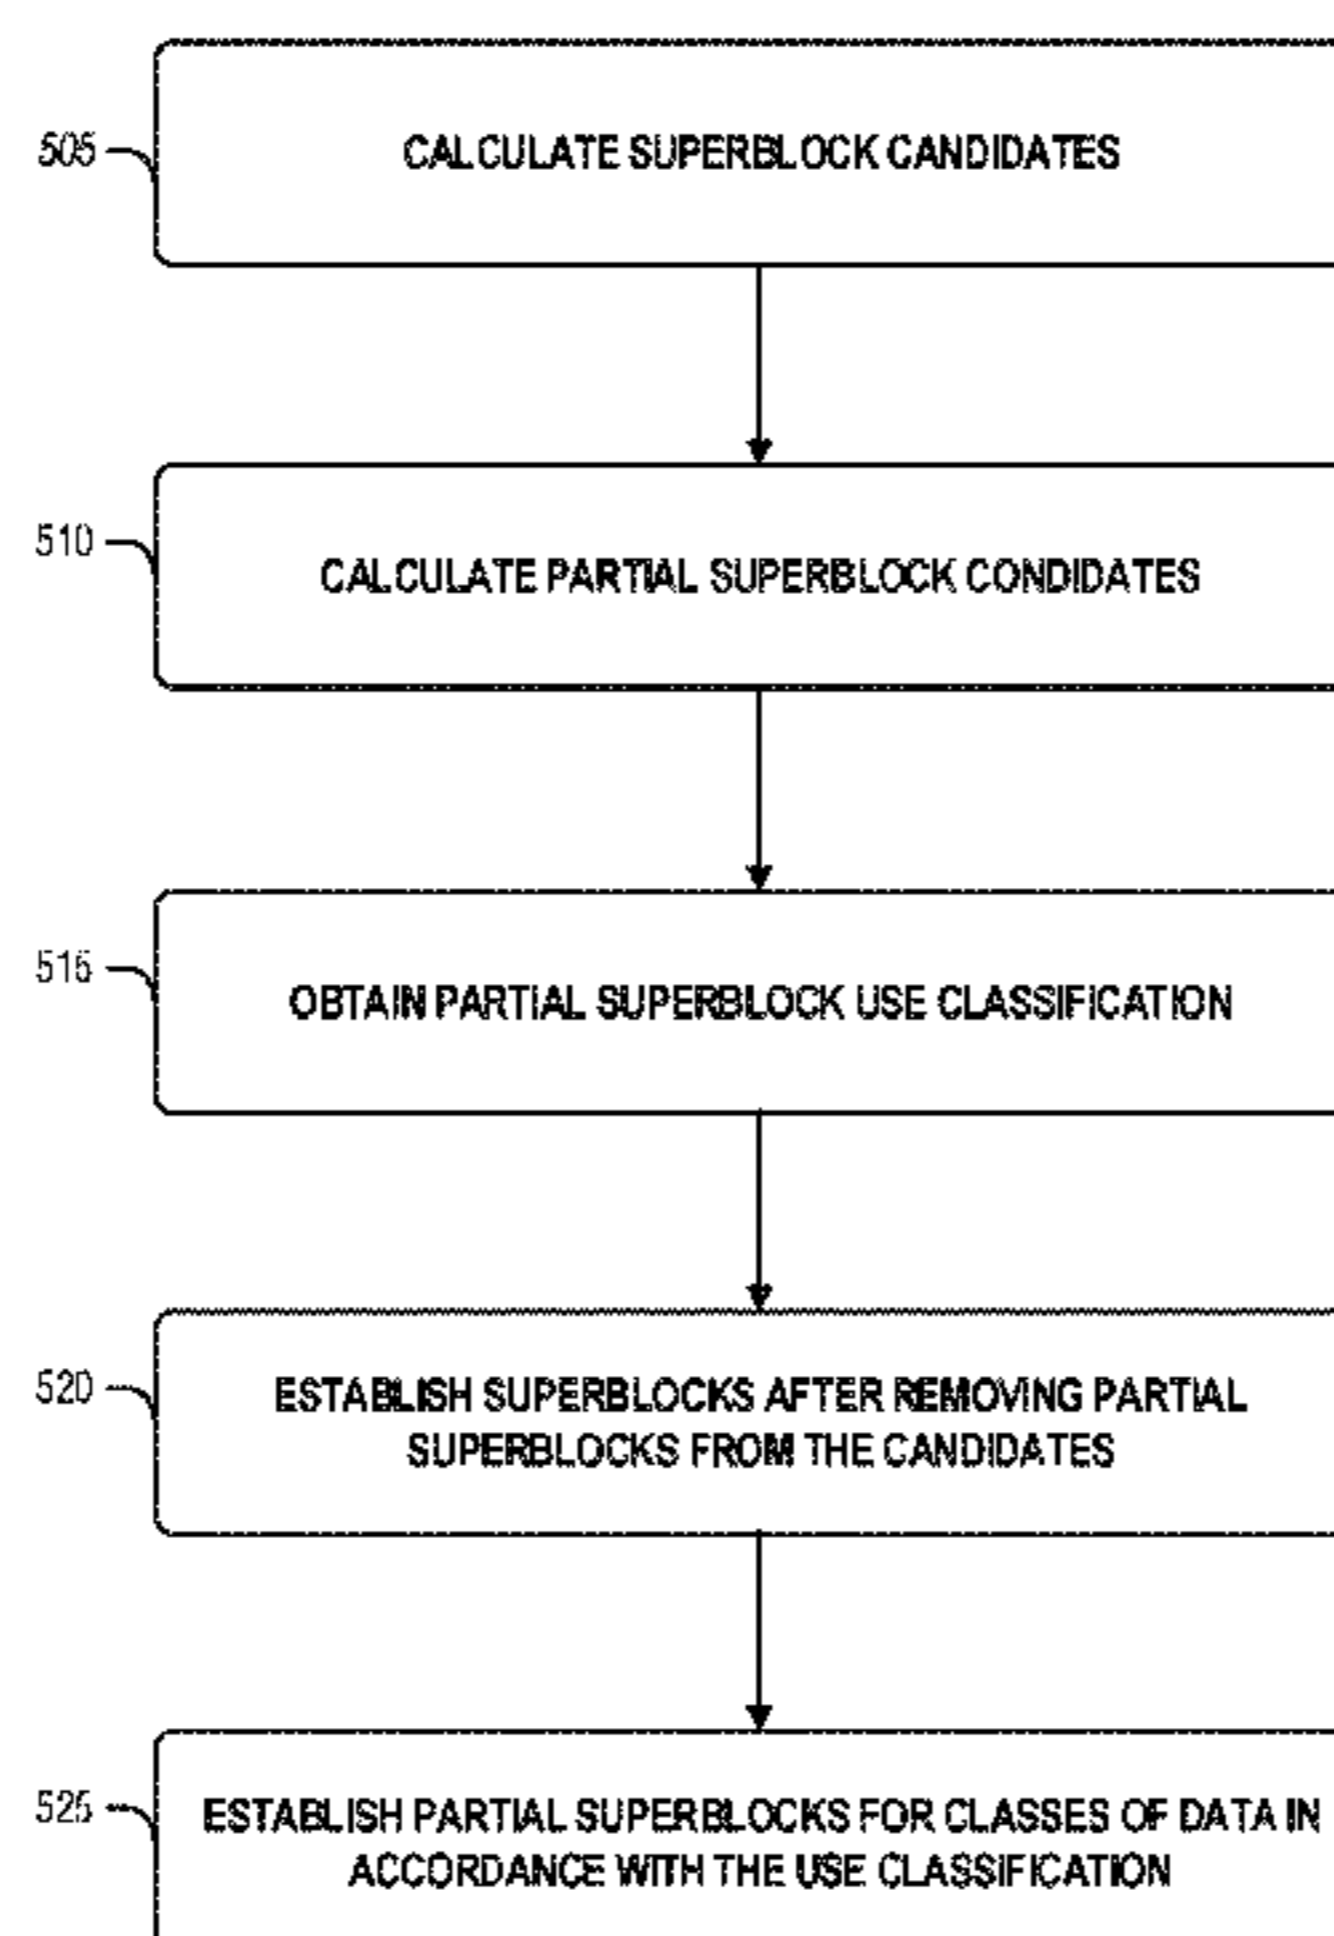 505
CALCULATE SUPERBLOCK CANDIDATES
510
CALCULATE PARTIAL SUPERBLOCK CONDIDATES
515
OBTAIN PARTIAL SUPERBLOCK USE CLASSIFICATION
520
ESTABLISH SUPERBLOCKS AFTER REMOVING PARTIAL
SUPERBLOCKS FROM THE CANDIDATES
525
ESTABLISH PARTIAL SUPERBLOCKS FOR CLASSES OF DATA IN
ACCORDANCE WITH THE USE CLASSIFICATION